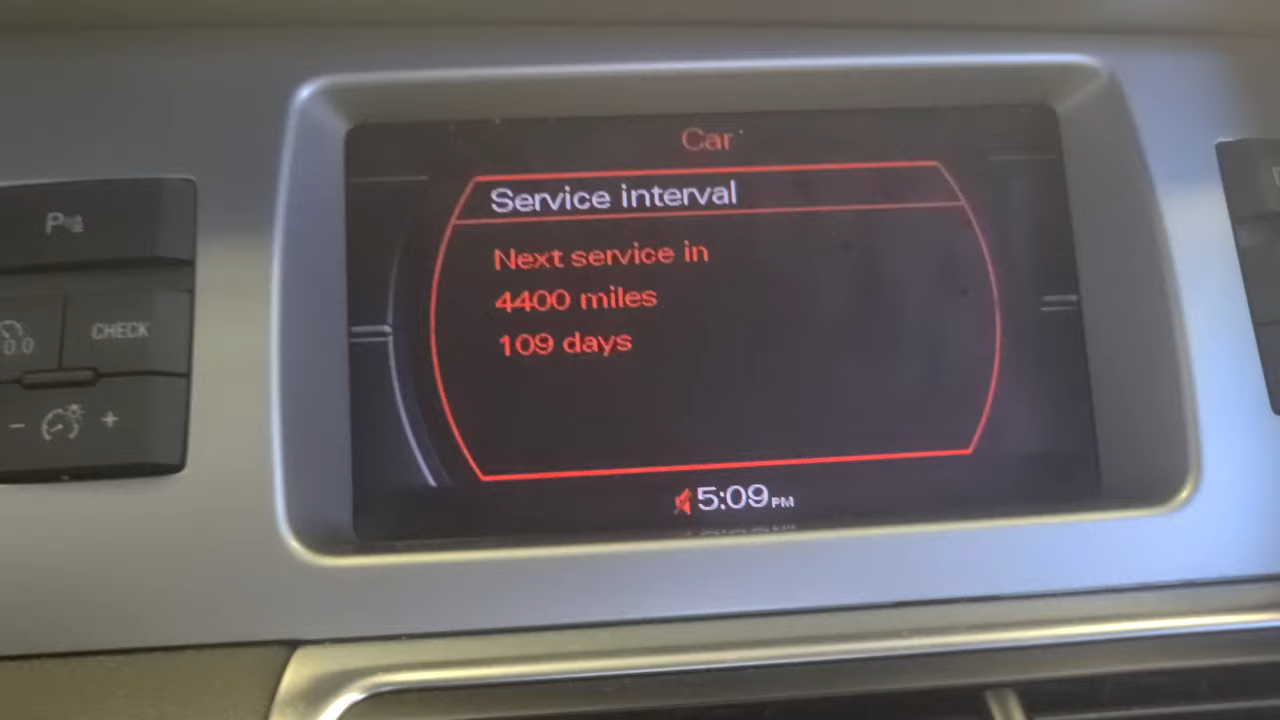 Car
Service interval
Next service in
4400 miles
109 days
5:09 PM
P
CHECK
0.0
- +